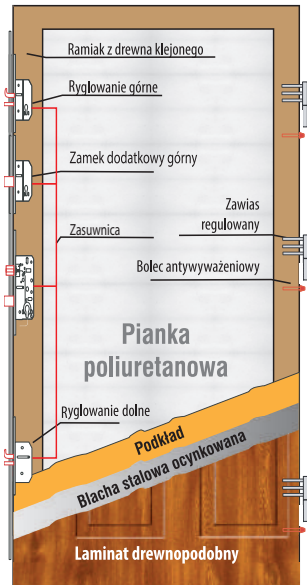 Ramiak z drewna klejonego
Ryglowanie górne
Zamek dodatkowy górny
Zasuwnica
Zawias
regulowany
Bolec antywyważeniowy
Pianka
poliuretanowa
Ryglowanie dolne
Podkład
Blacha stalowa ocynkowana
Laminat drewnopodobny